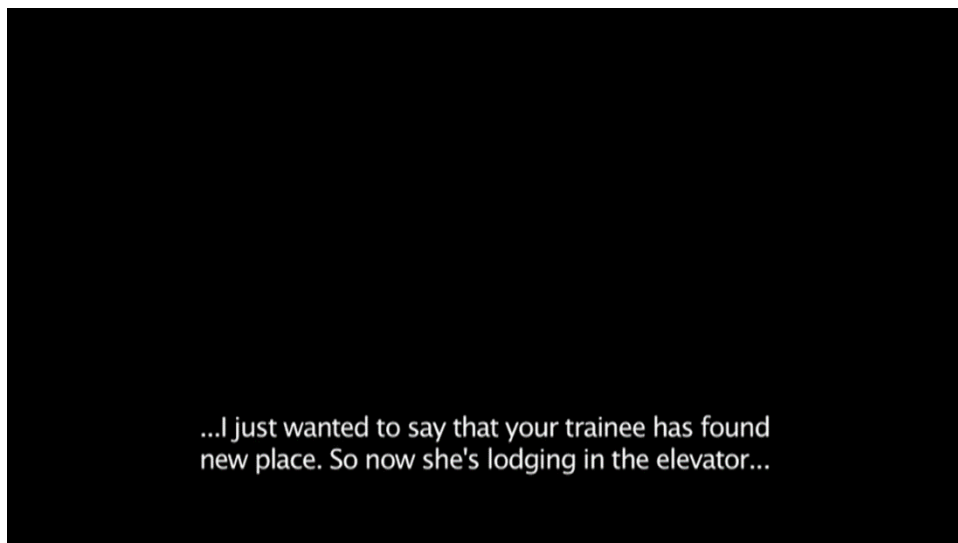 ...I just wanted to say that your trainee has found
new place. So now she's lodging in the elevator...